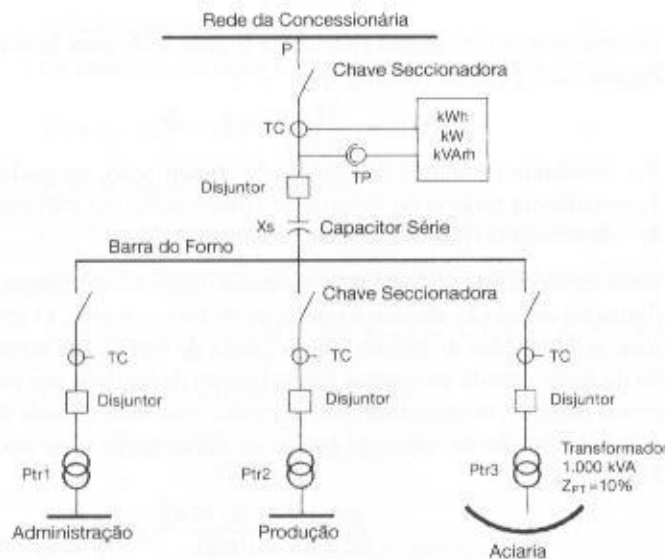 Rede da Concessionária
P
Chave Seccionadora
TC
kWh
kW
kVArh
TP
Disjuntor
Xs
Capacitor Série
Barra do Forno
Chave Seccionadora
TC
TC
TC
Disjuntor
Disjuntor
Disjuntor
Ptr1
Ptr2
Ptr3
Transformador
1.000 kVA
ZPT=10%
Administração
Produção
Aciaria